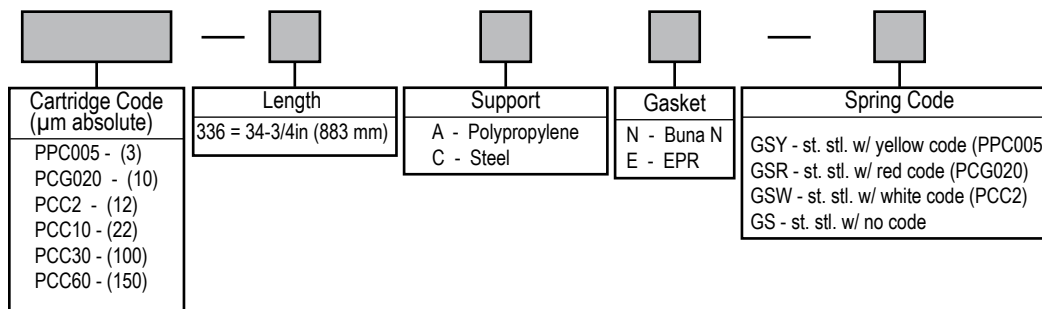 Cartridge Code
(µm absolute)
PPC005 - (3)
PCG020 - (10)
PCC2 - (12)
PCC10 - (22)
PCC30 - (100)
PCC60 - (150)
Length
336 = 34-3/4in (883 mm)
Support
A - Polypropylene
C - Steel
Gasket
N - Buna N
E - EPR
Spring Code
GSY - st. stl. w/ yellow code (PPC005
GSR - st. stl. w/ red code (PCG020)
GSW - st. stl. w/ white code (PCC2)
GS - st. stl. w/ no code